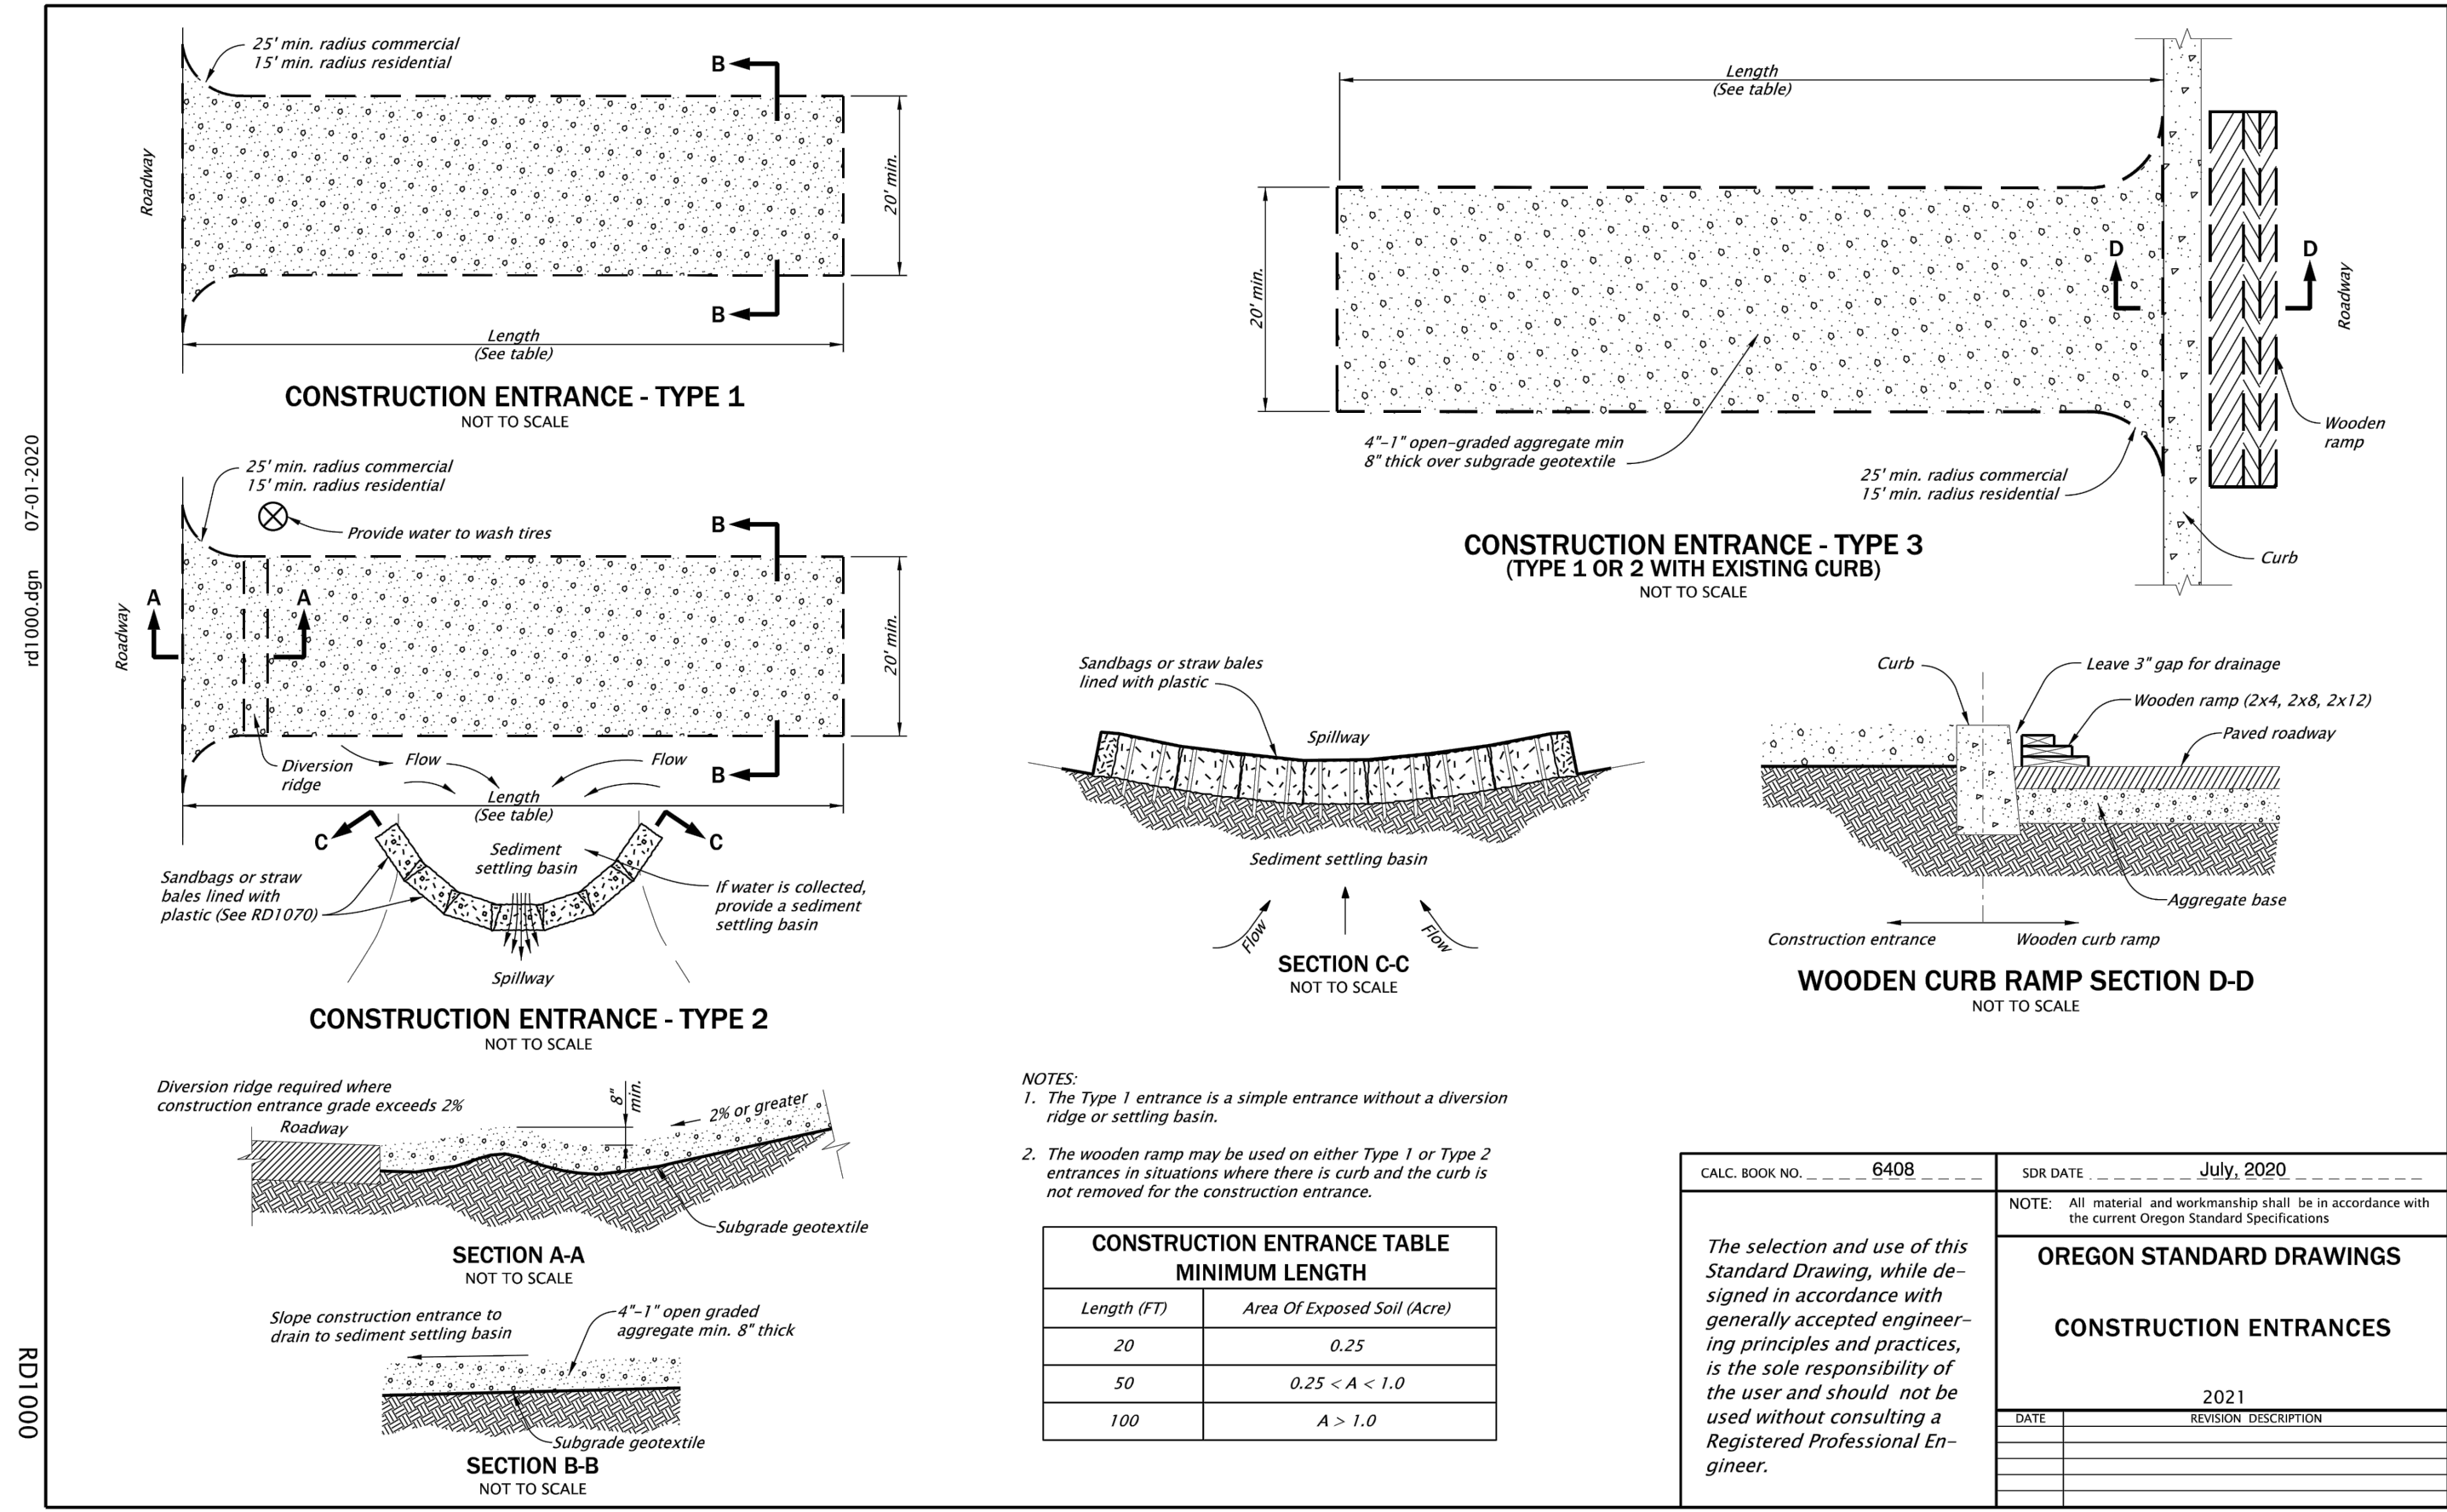 25' min. radius commercial
15' min. radius residential
B
Roadway
20' min.
B
Length
(See table)
CONSTRUCTION ENTRANCE - TYPE 1
NOT TO SCALE
25' min. radius commercial
15' min. radius residential
Provide water to wash tires
B
A
A
Roadway
20' min.
Diversion
ridge
Flow
Flow
B
Length
(See table)
C
C
Sediment
settling basin
Sandbags or straw
bales lined with
plastic (See RD1070)
If water is collected,
provide a sediment
settling basin
Spillway
CONSTRUCTION ENTRANCE - TYPE 2
NOT TO SCALE
Diversion ridge required where
construction entrance grade exceeds 2%
Roadway
8"
min.
2% or greater
Subgrade geotextile
SECTION A-A
NOT TO SCALE
Slope construction entrance to
drain to sediment settling basin
4"-1" open graded
aggregate min. 8" thick
Subgrade geotextile
SECTION B-B
NOT TO SCALE
Length
(See table)
20' min.
D
D
Roadway
4"-1" open-graded aggregate min
8" thick over subgrade geotextile
25' min. radius commercial
15' min. radius residential
Wooden
ramp
Curb
CONSTRUCTION ENTRANCE - TYPE 3
(TYPE 1 OR 2 WITH EXISTING CURB)
NOT TO SCALE
Sandbags or straw bales
lined with plastic
Spillway
Sediment settling basin
Flow
Flow
SECTION C-C
NOT TO SCALE
Curb
Leave 3" gap for drainage
Wooden ramp (2x4, 2x8, 2x12)
Paved roadway
Aggregate base
Construction entrance
Wooden curb ramp
WOODEN CURB RAMP SECTION D-D
NOT TO SCALE
NOTES:
1. The Type 1 entrance is a simple entrance without a diversion
ridge or settling basin.
2. The wooden ramp may be used on either Type 1 or Type 2
entrances in situations where there is curb and the curb is
not removed for the construction entrance.
CONSTRUCTION ENTRANCE TABLE
MINIMUM LENGTH
Length (FT) Area Of Exposed Soil (Acre)
20 0.25
50 0.25 < A < 1.0
100 A > 1.0
CALC. BOOK NO. 6408
SDR DATE July, 2020
NOTE: All material and workmanship shall be in accordance with
the current Oregon Standard Specifications
The selection and use of this
Standard Drawing, while de-
signed in accordance with
generally accepted engineer-
ing principles and practices,
is the sole responsibility of
the user and should not be
used without consulting a
Registered Professional En-
gineer.
OREGON STANDARD DRAWINGS
CONSTRUCTION ENTRANCES
2021
DATE REVISION DESCRIPTION
rd1000.dgn 07-01-2020
RD1000